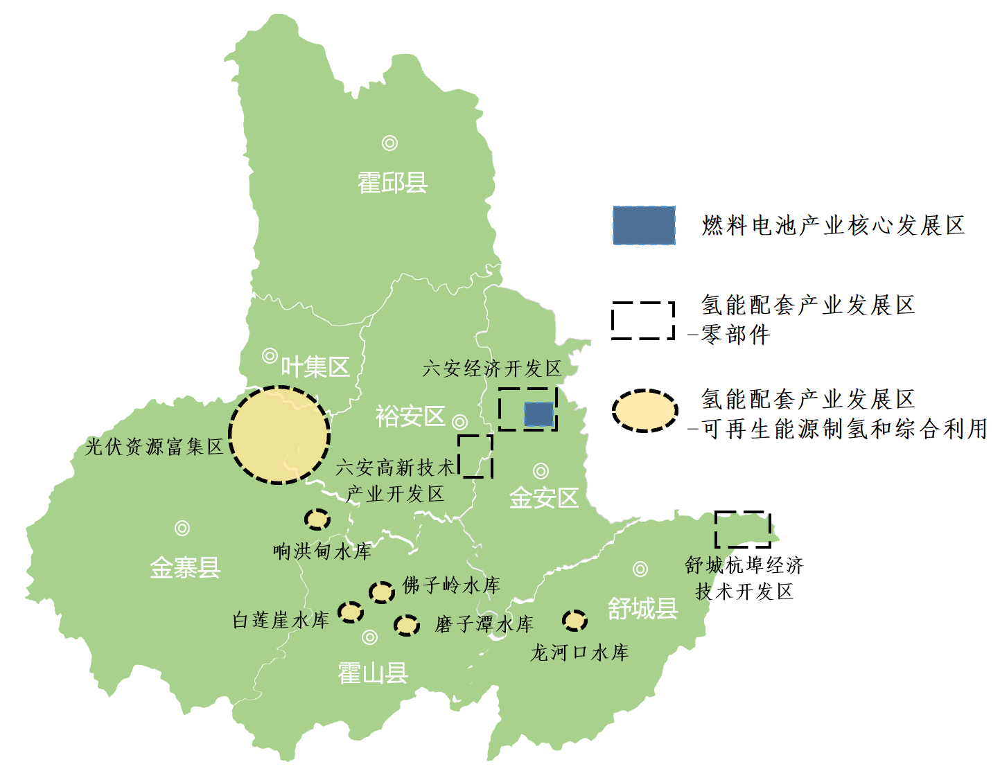 霍邱县
燃料电池产业核心发展区
氢能配套产业发展区
-零部件
叶集区
六安经济开发区
氢能配套产业发展区
-可再生能源制氢和综合利用
裕安区
光伏资源富集区
六安高新技术
产业开发区
金安区
响洪甸水库
金寨县
舒城杭埠经济
技术开发区
佛子岭水库
舒城县
白莲崖水库
磨子潭水库
龙河口水库
霍山县